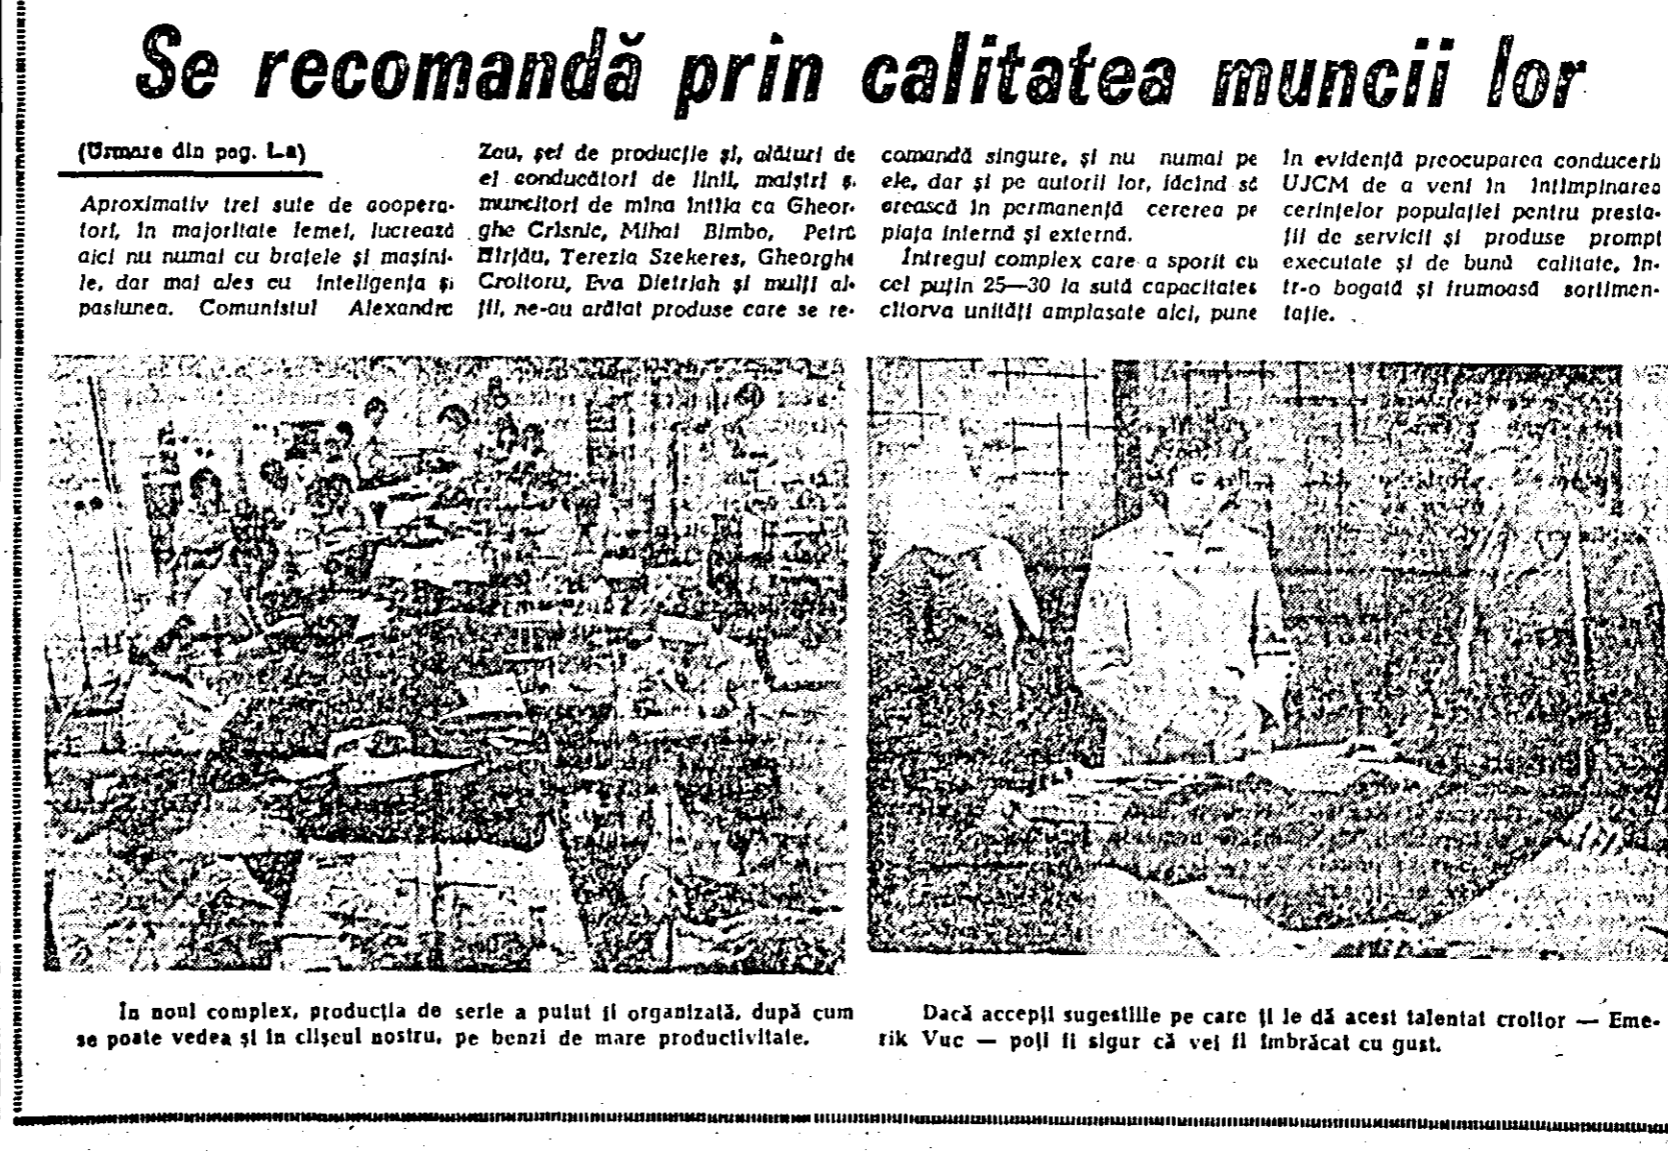 Se recomandă prin calitatea muncii lor
(Urmare din pag. I-a)
Aproximativ trei sute de coopera-
tori, în majoritate femei, lucrează
aici nu numai cu brațele și mașini-
le, dar mai ales cu inteligența și
pasiunea. Comunistul Alexandre
Zou, șef de producție și, alături de
ei conducători de linii, maiștri ș.
muncitori de mîna întîia ca Gheor-
ghe Crisnic, Mihai Bimbo, Petre
Bîrțău, Terezia Szekeres, Gheorghe
Croitoru, Eva Dietrich și mulți al-
ții, ne-au arătat produse care se re-
comandă singure, și nu numai pe
ele, dar și pe autorii lor, făcînd să
crească în permanență cererea pe
piața internă și externă.
Întregul complex care a sporit cu
cel puțin 25—30 la sută capacitatea
cîtorva unități amplasate aici, pune
în evidență preocuparea conducerii
UJCM de a veni în întîmpinarea
cerințelor populației pentru presta-
ții de servicii și produse prompt
executate și de bună calitate, în-
tr-o bogată și frumoasă sortimen-
tație.
În noul complex, producția de serie a putut fi organizată, după cum
se poate vedea și în clișeul nostru, pe benzi de mare productivitate.
Dacă accepți sugestiile pe care ți le dă acest talentat croitor — Eme-
rik Vuc — poți fi sigur că vei fi îmbrăcat cu gust.